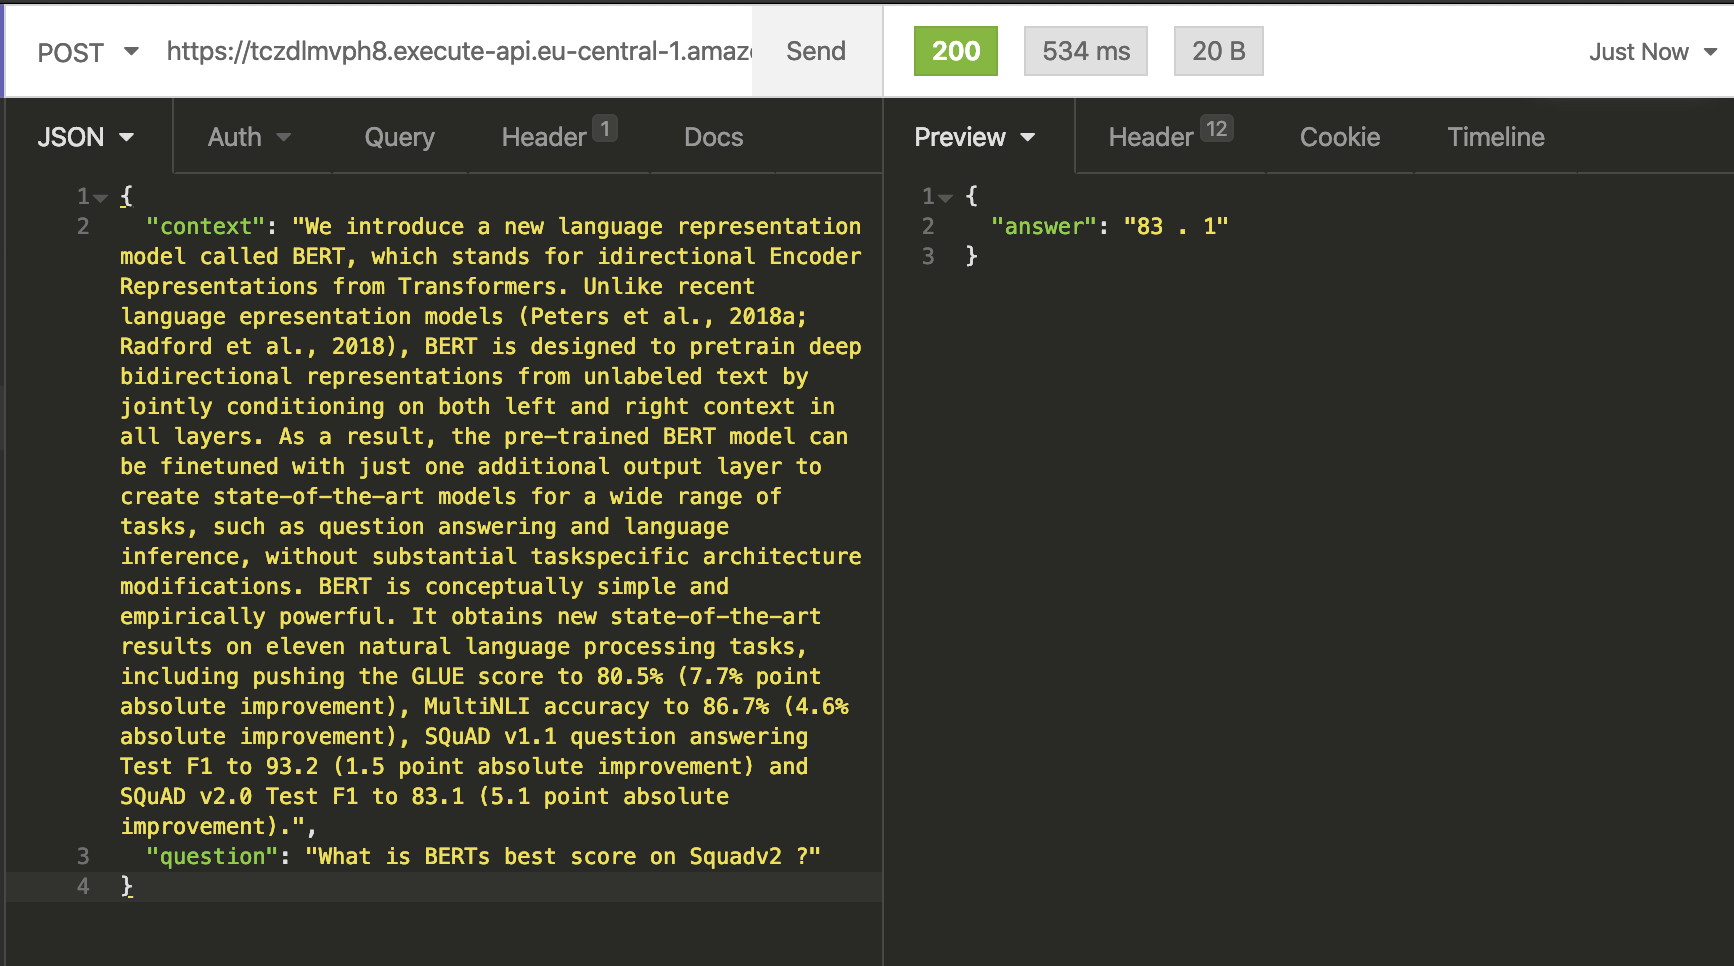 POST https://tczdlmvph8.execute-api.eu-central-1.amaz Send
200 534 ms 20 B Just Now
JSON Auth Query Header 1 Docs
Preview Header 12 Cookie Timeline
1 {
2 "context": "We introduce a new language representation
model called BERT, which stands for idirectional Encoder
Representations from Transformers. Unlike recent
language epresentation models (Peters et al., 2018a;
Radford et al., 2018), BERT is designed to pretrain deep
bidirectional representations from unlabeled text by
jointly conditioning on both left and right context in
all layers. As a result, the pre-trained BERT model can
be finetuned with just one additional output layer to
create state-of-the-art models for a wide range of
tasks, such as question answering and language
inference, without substantial taskspecific architecture
modifications. BERT is conceptually simple and
empirically powerful. It obtains new state-of-the-art
results on eleven natural language processing tasks,
including pushing the GLUE score to 80.5% (7.7% point
absolute improvement), MultiNLI accuracy to 86.7% (4.6%
absolute improvement), SQuAD v1.1 question answering
Test F1 to 93.2 (1.5 point absolute improvement) and
SQuAD v2.0 Test F1 to 83.1 (5.1 point absolute
improvement).",
3 "question": "What is BERTs best score on Squadv2 ?"
4 }
1 {
2 "answer": "83 . 1"
3 }